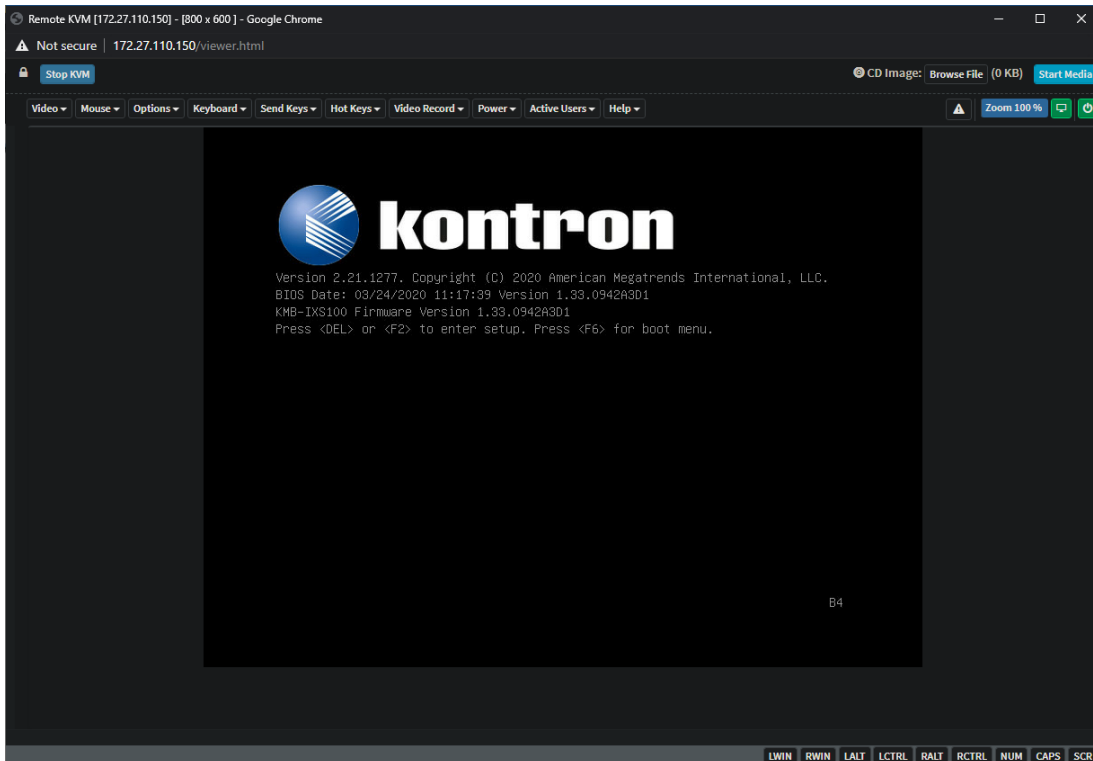 Remote KVM [172.27.110.150] - [800 x 600 ] - Google Chrome
Not secure | 172.27.110.150/viewer.html
Stop KVM CD Image: Browse File (0 KB) Start Media
Video Mouse Options Keyboard Send Keys Hot Keys Video Record Power Active Users Help Zoom 100 %
kontron
Version 2.21.1277. Copyright (C) 2020 American Megatrends International, LLC.
BIOS Date: 03/24/2020 11:17:39 Version 1.33.0942A3D1
KMB-IXS100 Firmware Version 1.33.0942A3D1
Press <DEL> or <F2> to enter setup. Press <F6> for boot menu.
B4
LWIN RWIN LALT LCTRL RALT RCTRL NUM CAPS SCR